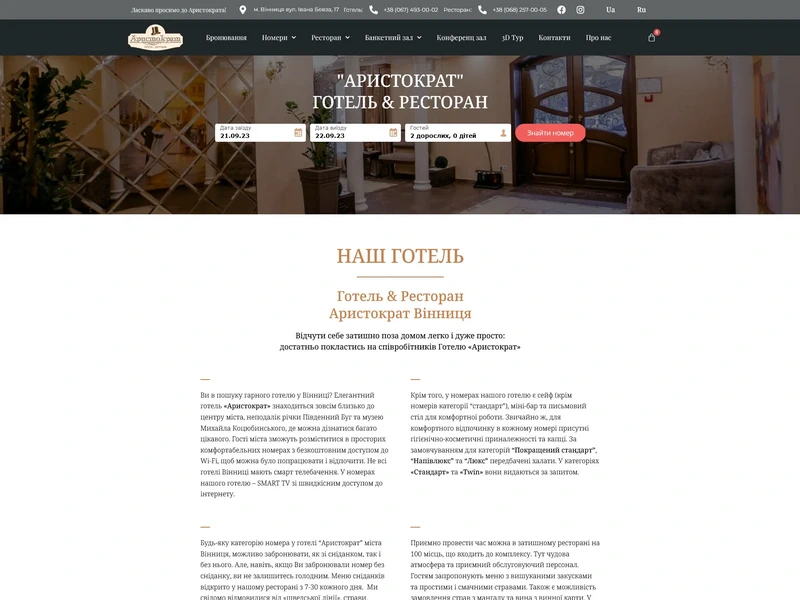 Ласкаво просимо до Аристократа!
м. Вінниця вул. Івана Бевза, 17
Готель:
+38 (067) 493-00-02
Ресторан:
+38 (068) 257-00-05
Ua
Ru
Аристократ
Бронювання
Номери
Ресторан
Банкетний зал
Конференц зал
3D Тур
Контакти
Про нас
0
"АРИСТОКРАТ"
ГОТЕЛЬ & РЕСТОРАН
Дата заїзду
21.09.23
Дата виїзду
22.09.23
Гостей
2 дорослих, 0 дітей
Знайти номер
НАШ ГОТЕЛЬ
Готель & Ресторан
Аристократ Вінниця
Відчути себе затишно поза домом легко і дуже просто:
достатньо покластись на співробітників Готелю «Аристократ»
Ви в пошуку гарного готелю у Вінниці? Елегантний
готель «Аристократ» знаходиться зовсім близько до
центру міста, неподалік річки Південний Буг та музею
Михайла Коцюбинського, де можна дізнатися багато
цікавого. Гості міста зможуть розміститися в просторих
комфортабельних номерах з безкоштовним доступом до
Wi-Fi, щоб можна було попрацювати і відпочити. Не всі
готелі Вінниці мають смарт телебачення. У номерах
нашого готелю – SMART TV зі швидкісним доступом до
інтернету.
Крім того, у номерах нашого готелю є сейф (крім
номерів категорії "стандарт"), міні-бар та письмовий
стіл для комфортної роботи. Звичайно ж, для
комфортного відпочинку в кожному номері присутні
гігієнічно-косметичні приналежності та капці. За
замовчуванням для категорій "Покращений стандарт",
«Напівлюкс» та "Люкс" передбачені халати. У категоріях
«Стандарт» та «Twin» вони видаються за запитом.
Будь-яку категорію номера у готелі "Аристократ" міста
Вінниця, можливо забронювати, як зі сніданком, так і
без нього. Але, навіть, якщо Ви забронювали номер без
сніданку, ви не залишитесь голодним. Меню сніданків
відкрито у нашому ресторані з 7-30 кожного дня. Ми
свідомо відмовилися від «шведської лінії», страви,
Приємно провести час можна в затишному ресторані на
100 місць, що входить до комплексу. Тут чудова
атмосфера та приємний обслуговуючий персонал.
Гостям запропонують меню з вишуканими закусками
та простими і смачними стравами. Також є можливість
замовлення страв з мангалу та вина з винної карти. У